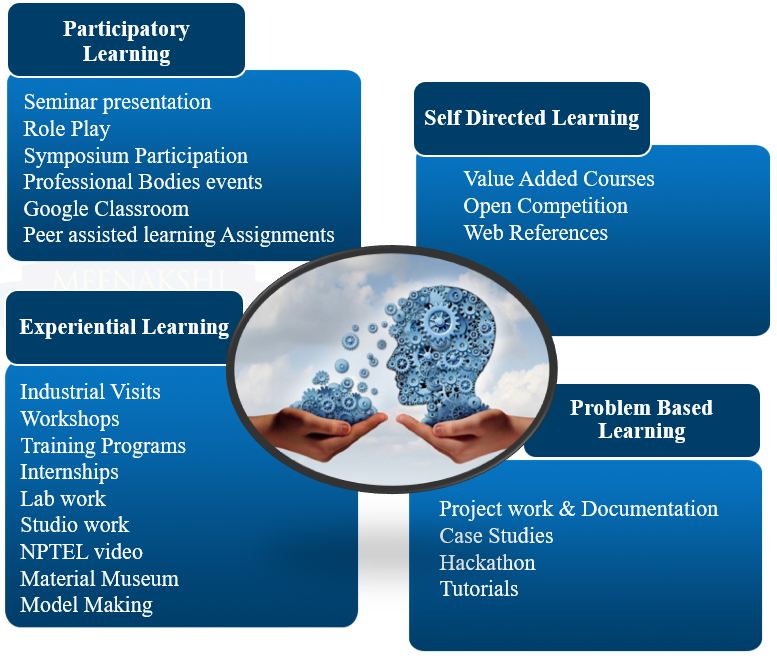 Participatory
Learning
Seminar presentation
Role Play
Symposium Participation
Professional Bodies events
Google Classroom
Peer assisted learning Assignments
Self Directed Learning
Value Added Courses
Open Competition
Web References
MEENAKSHI
Experiential Learning
Industrial Visits
Workshops
Training Programs
Internships
Lab work
Studio work
NPTEL video
Material Museum
Model Making
Problem Based
Learning
Project work & Documentation
Case Studies
Hackathon
Tutorials